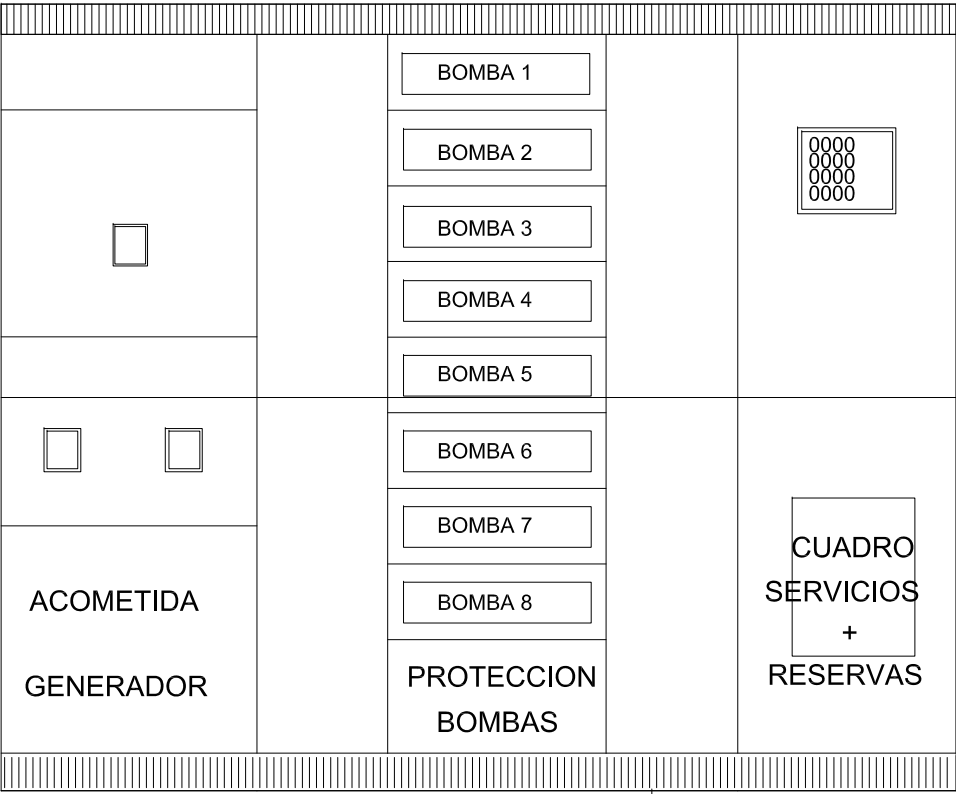 BOMBA 1
BOMBA 2
BOMBA 3
BOMBA 4
BOMBA 5
BOMBA 6
BOMBA 7
BOMBA 8
PROTECCION
BOMBAS
ACOMETIDA
GENERADOR
0000
0000
0000
0000
CUADRO
SERVICIOS
+
RESERVAS